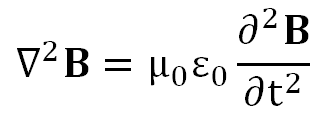 ∇²𝐁 = μ₀ε₀ ∂²𝐁/∂t²